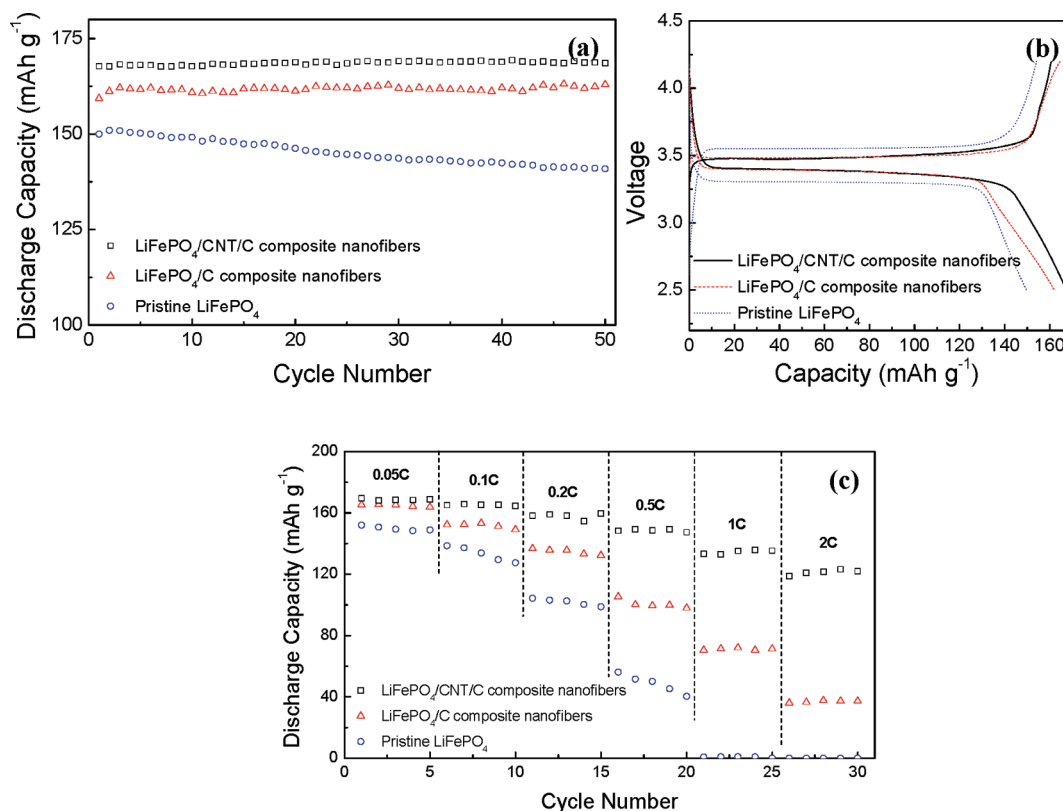 (a)
Discharge Capacity (mAh g⁻¹)
175
150
125
100
LiFePO₄/CNT/C composite nanofibers
LiFePO₄/C composite nanofibers
Pristine LiFePO₄
0 10 20 30 40 50
Cycle Number
(b)
Voltage
4.5
4.0
3.5
3.0
2.5
LiFePO₄/CNT/C composite nanofibers
LiFePO₄/C composite nanofibers
Pristine LiFePO₄
0 20 40 60 80 100 120 140 160
Capacity (mAh g⁻¹)
(c)
Discharge Capacity (mAh g⁻¹)
200
160
120
80
40
0
0.05C 0.1C 0.2C 0.5C 1C 2C
LiFePO₄/CNT/C composite nanofibers
LiFePO₄/C composite nanofibers
Pristine LiFePO₄
0 5 10 15 20 25 30
Cycle Number